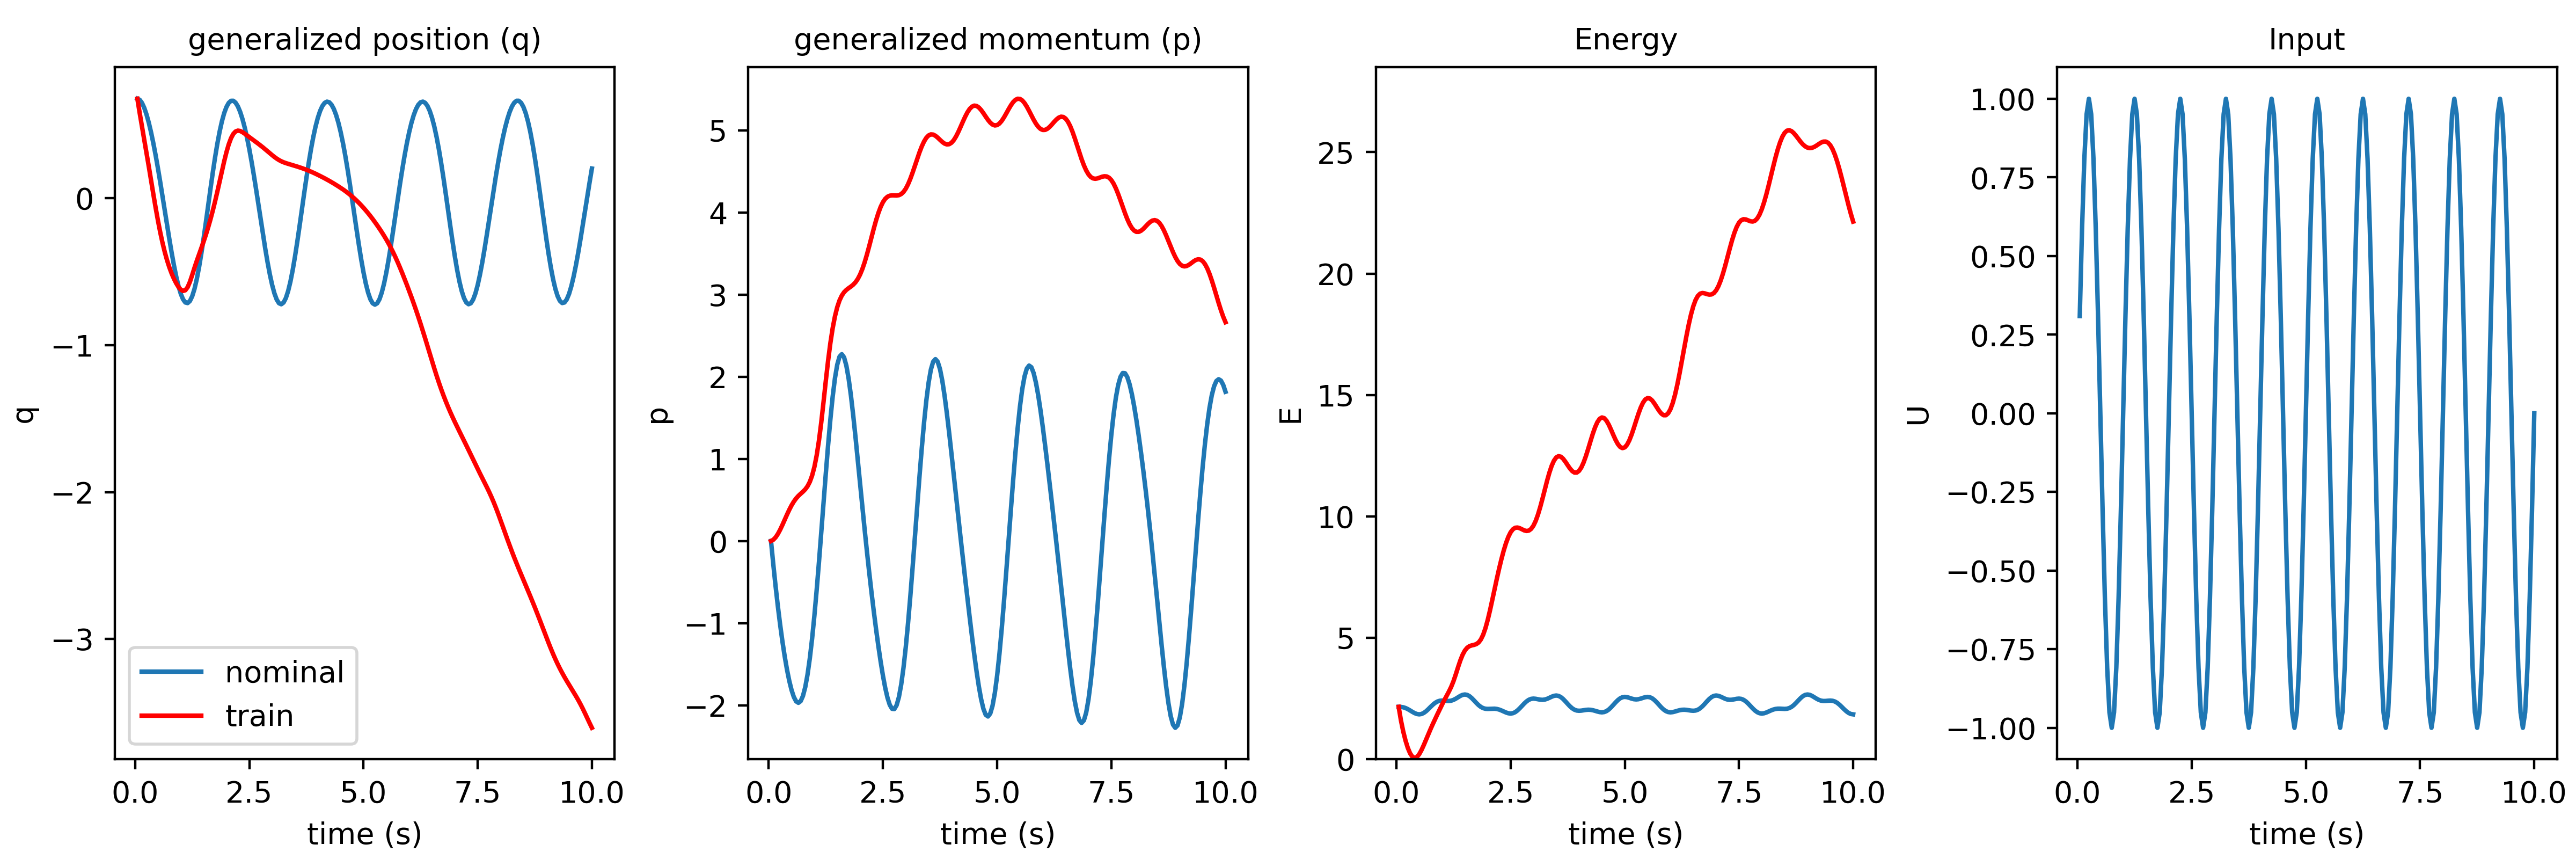 generalized position (q)
q
0
−1
−2
−3
0.0 2.5 5.0 7.5 10.0
time (s)
nominal
train
generalized momentum (p)
p
5
4
3
2
1
0
−1
−2
0.0 2.5 5.0 7.5 10.0
time (s)
Energy
E
25
20
15
10
5
0
0.0 2.5 5.0 7.5 10.0
time (s)
Input
U
1.00
0.75
0.50
0.25
0.00
−0.25
−0.50
−0.75
−1.00
0.0 2.5 5.0 7.5 10.0
time (s)